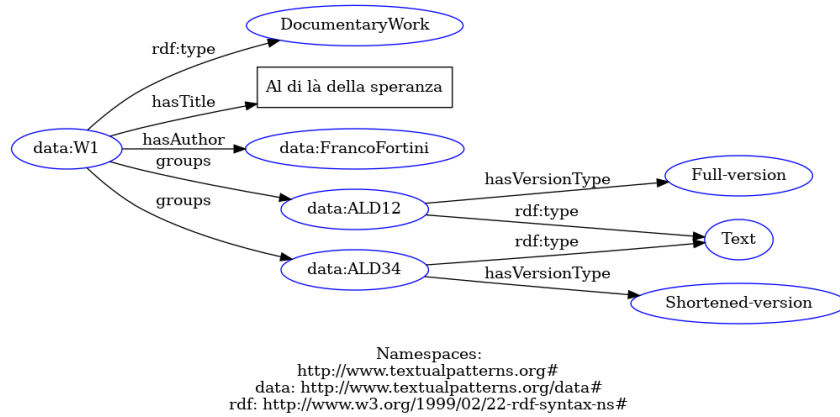 DocumentaryWork
rdf:type
Al di là della speranza
hasTitle
data:W1
hasAuthor
data:FrancoFortini
groups
groups
data:ALD12
hasVersionType
Full-version
rdf:type
Text
rdf:type
data:ALD34
hasVersionType
Shortened-version
Namespaces:
http://www.textualpatterns.org#
data: http://www.textualpatterns.org/data#
rdf: http://www.w3.org/1999/02/22-rdf-syntax-ns#